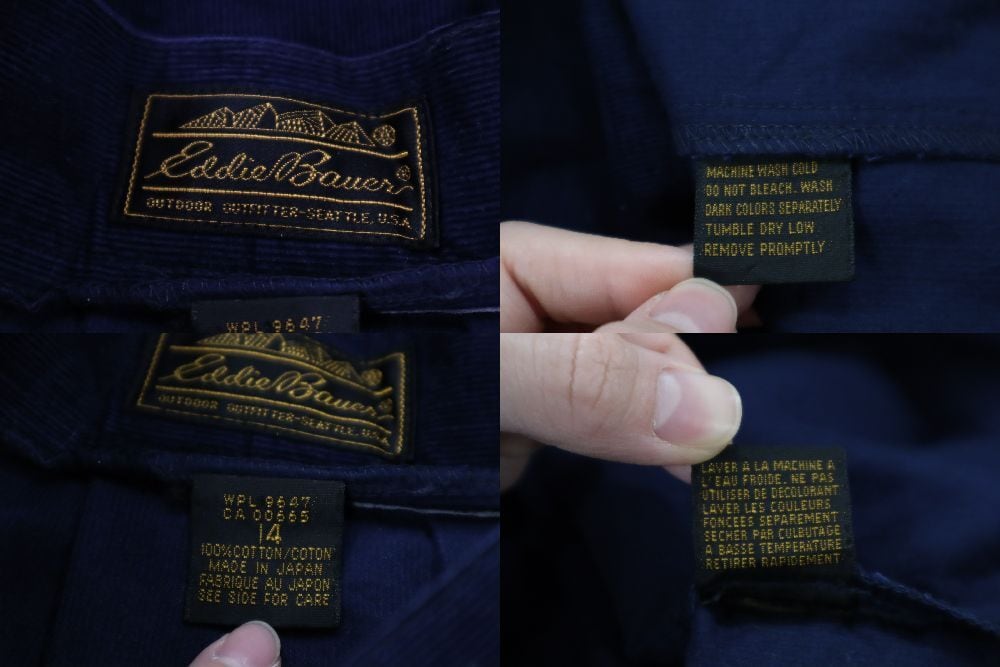 Eddie Bauer®
OUTDOOR OUTFITTER-SEATTLE, U.S.A.
WPL 9647
MACHINE WASH COLD
DO NOT BLEACH. WASH
DARK COLORS SEPARATELY
TUMBLE DRY LOW
REMOVE PROMPTLY
Eddie Bauer®
OUTDOOR OUTFITTER-SEATTLE, U.S.A.
WPL 9647
CA 00665
14
100% COTTON/COTON
MADE IN JAPAN
FABRIQUE AU JAPON
SEE SIDE FOR CARE
LAVER A LA MACHINE A
L'EAU FROIDE. NE PAS
UTILISER DE DECOLORANT
LAVER LES COULEURS
FONCEES SEPAREMENT
SECHER PAR CULBUTAGE
A BASSE TEMPERATURE
RETIRER RAPIDEMENT